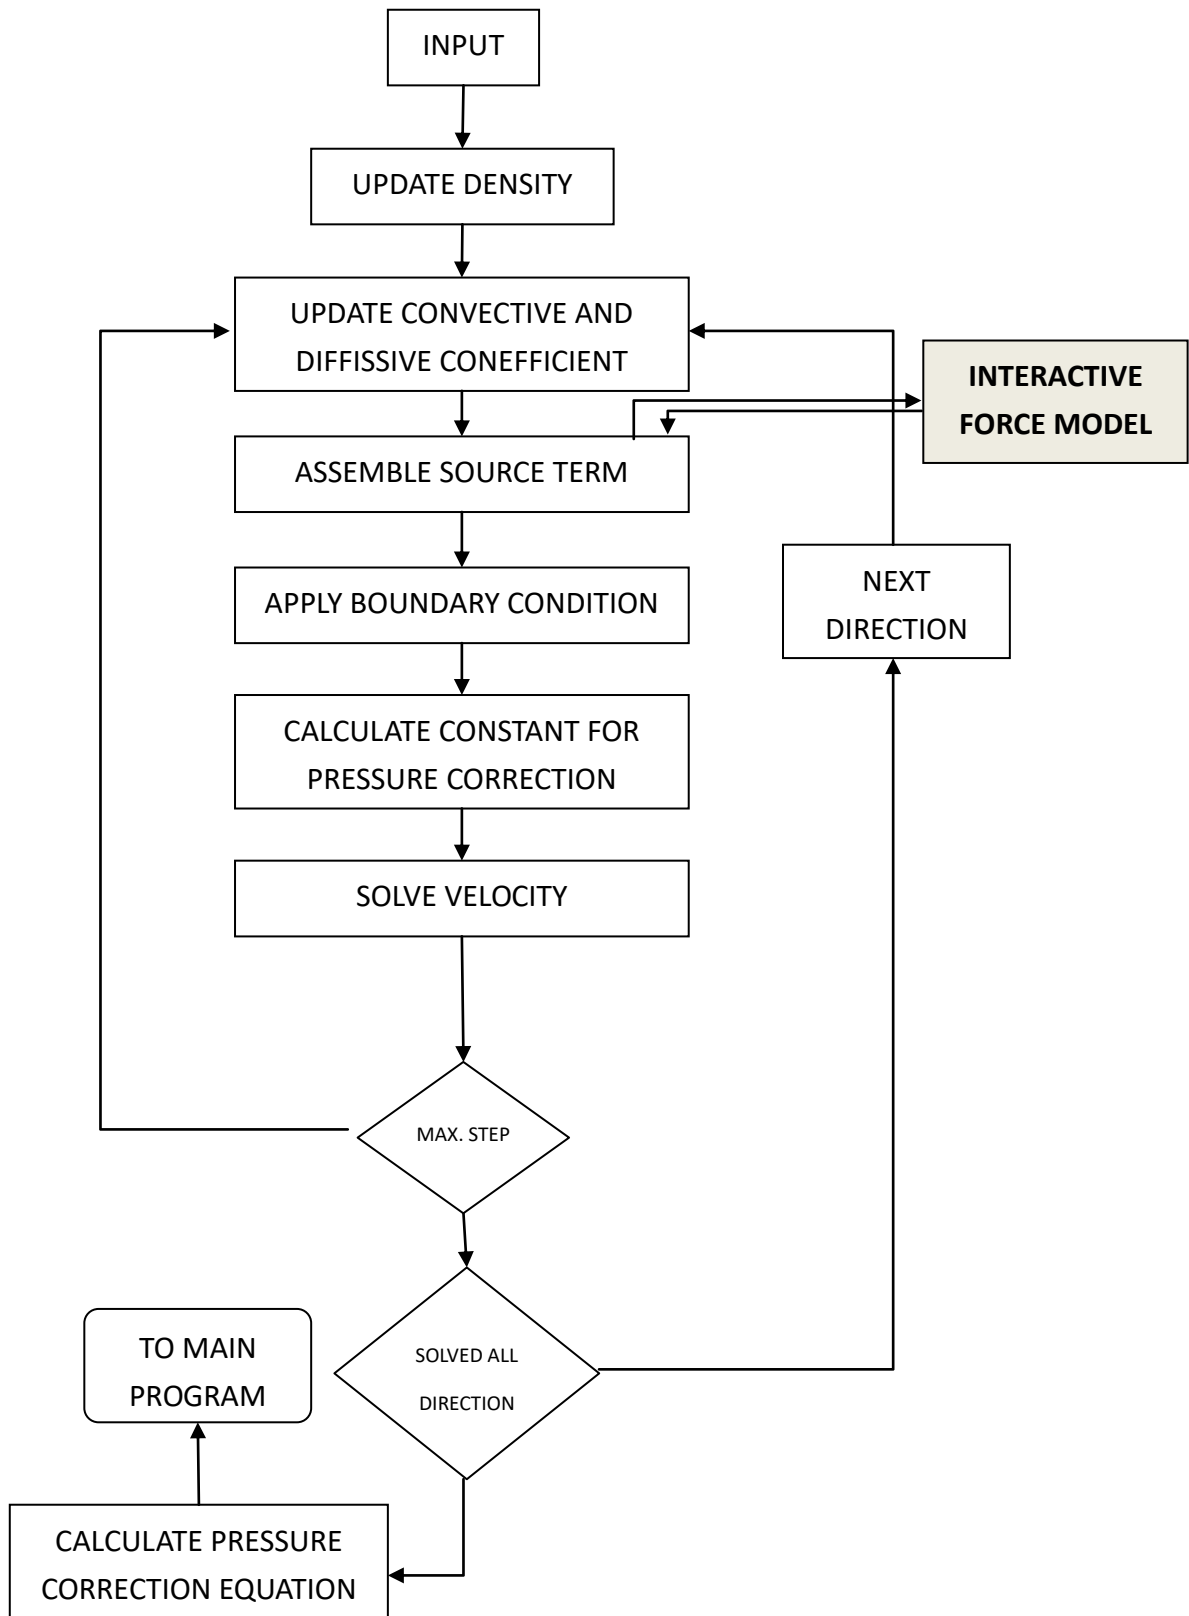 INPUT
UPDATE DENSITY
UPDATE CONVECTIVE AND
DIFFISSIVE CONEFFICIENT
INTERACTIVE
FORCE MODEL
ASSEMBLE SOURCE TERM
APPLY BOUNDARY CONDITION
NEXT
DIRECTION
CALCULATE CONSTANT FOR
PRESSURE CORRECTION
SOLVE VELOCITY
MAX. STEP
SOLVED ALL
DIRECTION
TO MAIN
PROGRAM
CALCULATE PRESSURE
CORRECTION EQUATION